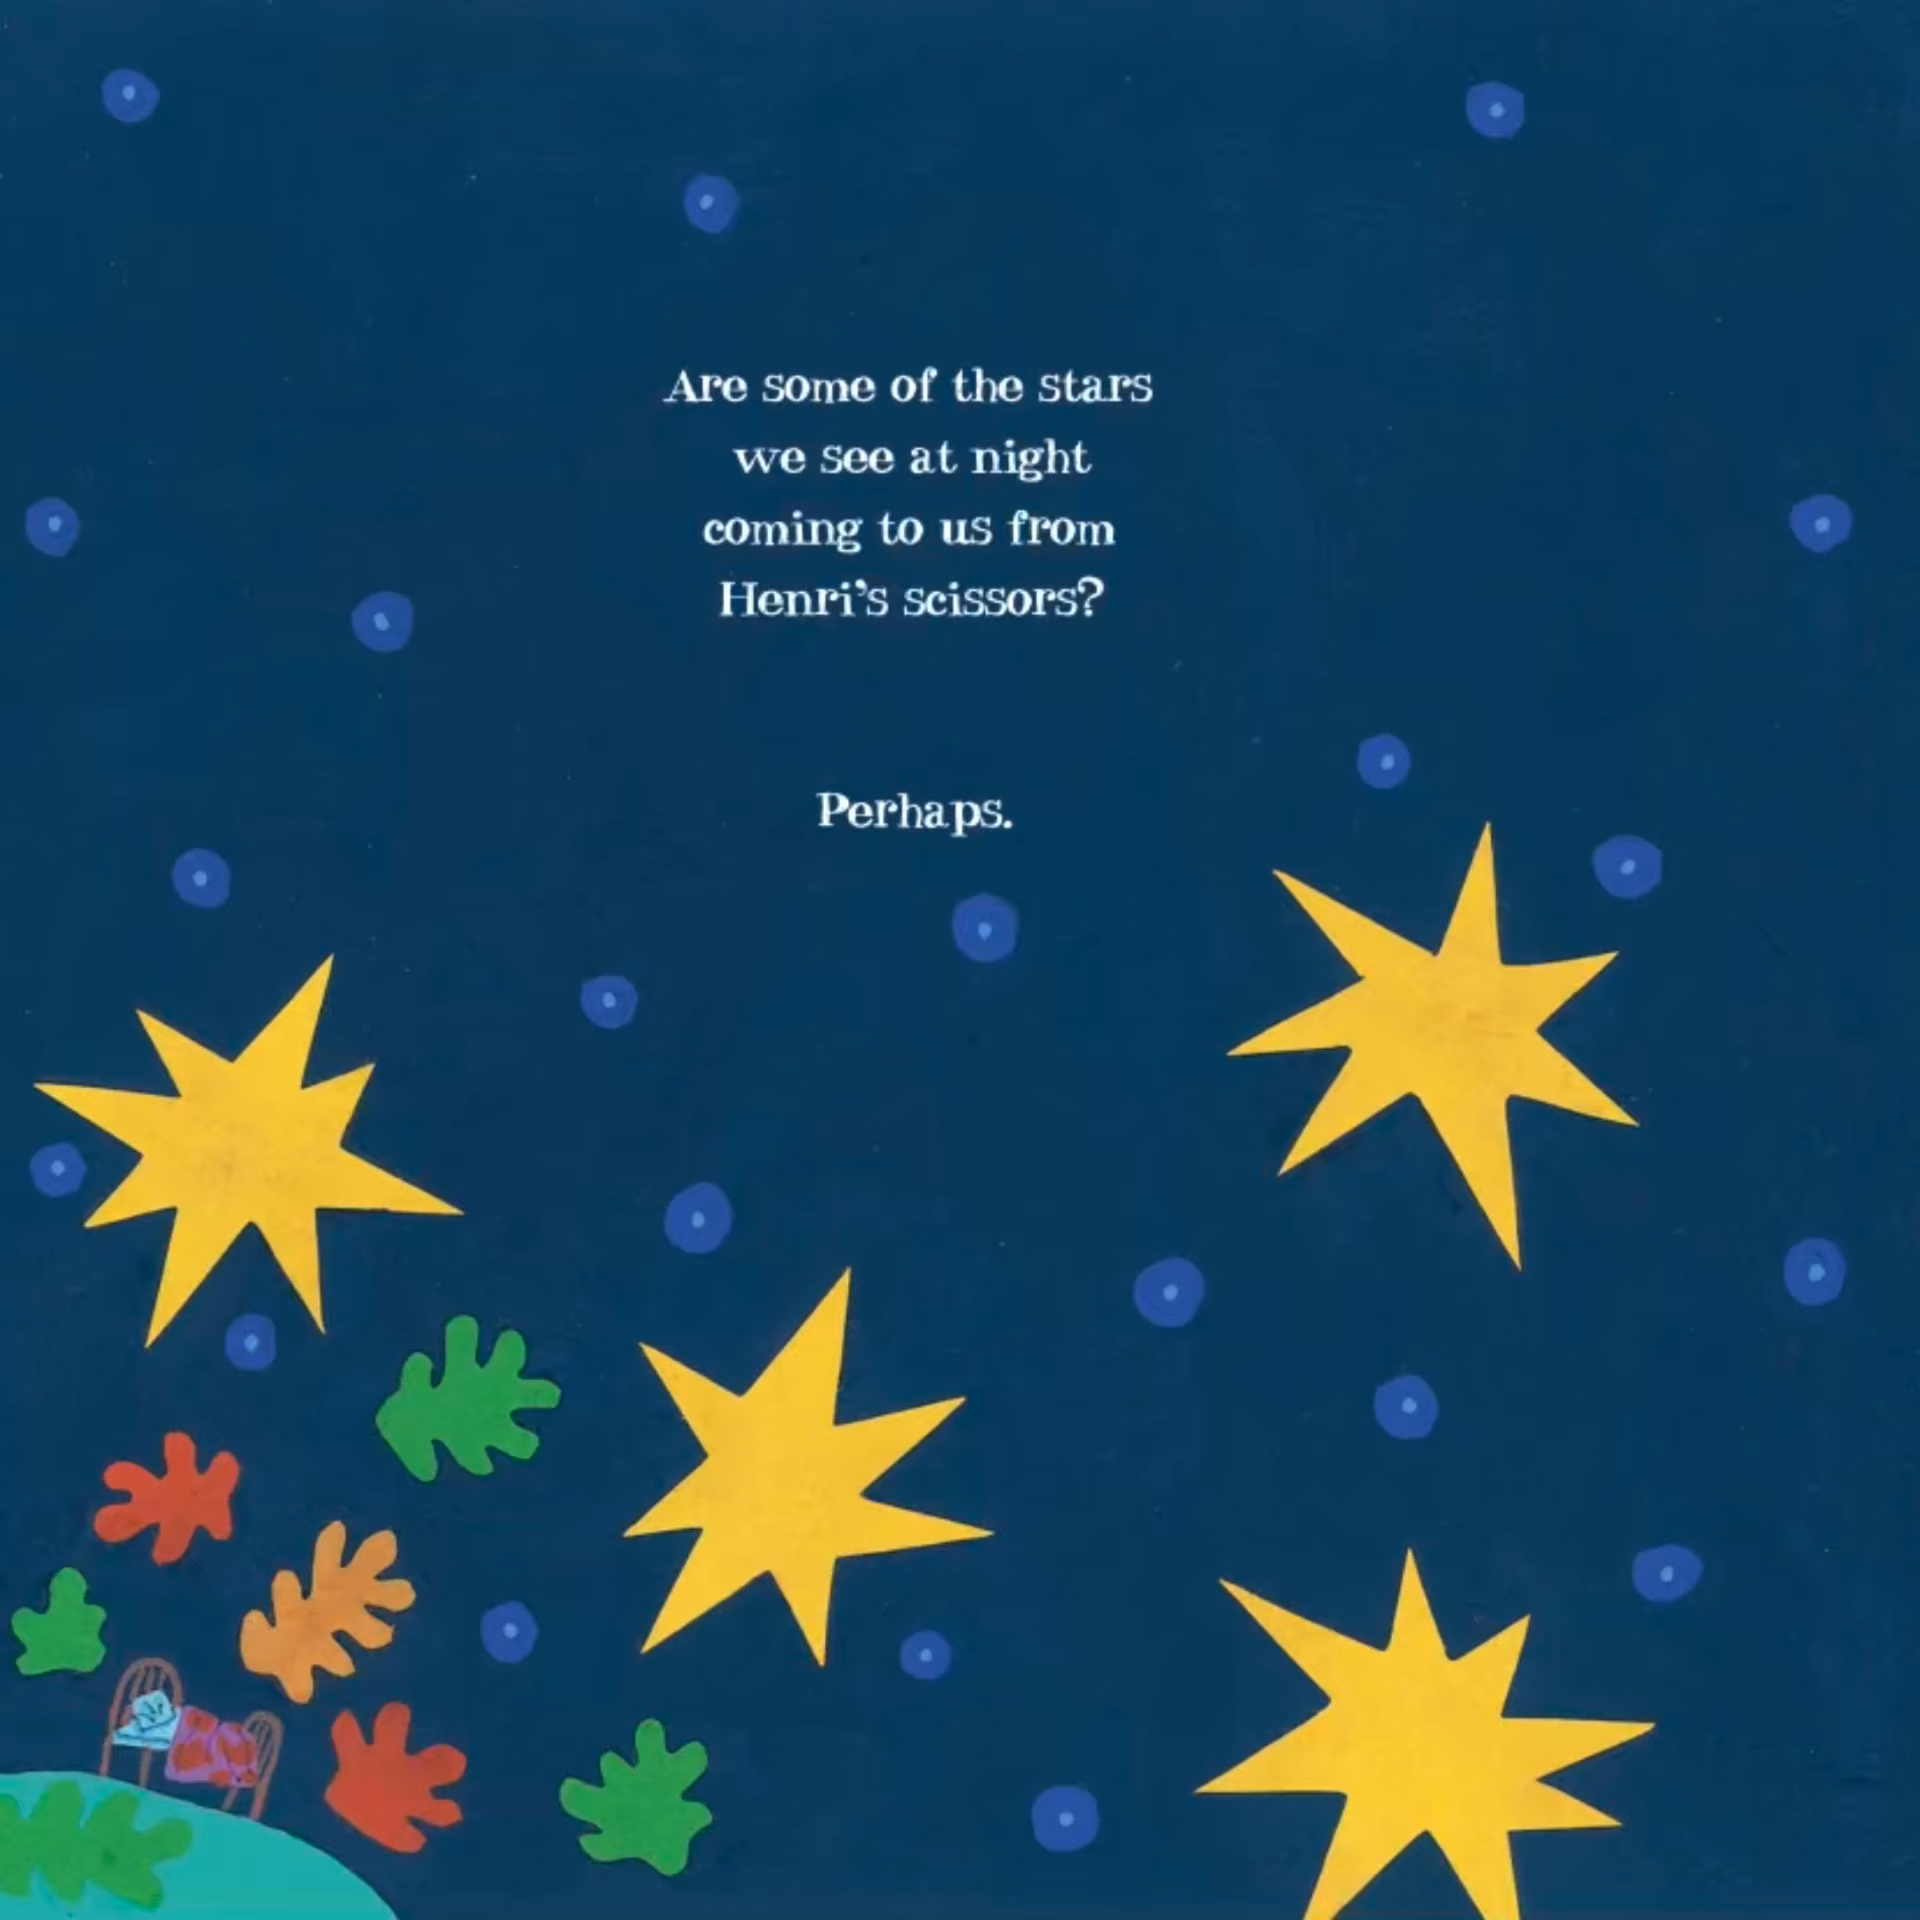 Are some of the stars
we see at night
coming to us from
Henri’s scissors?
Perhaps.